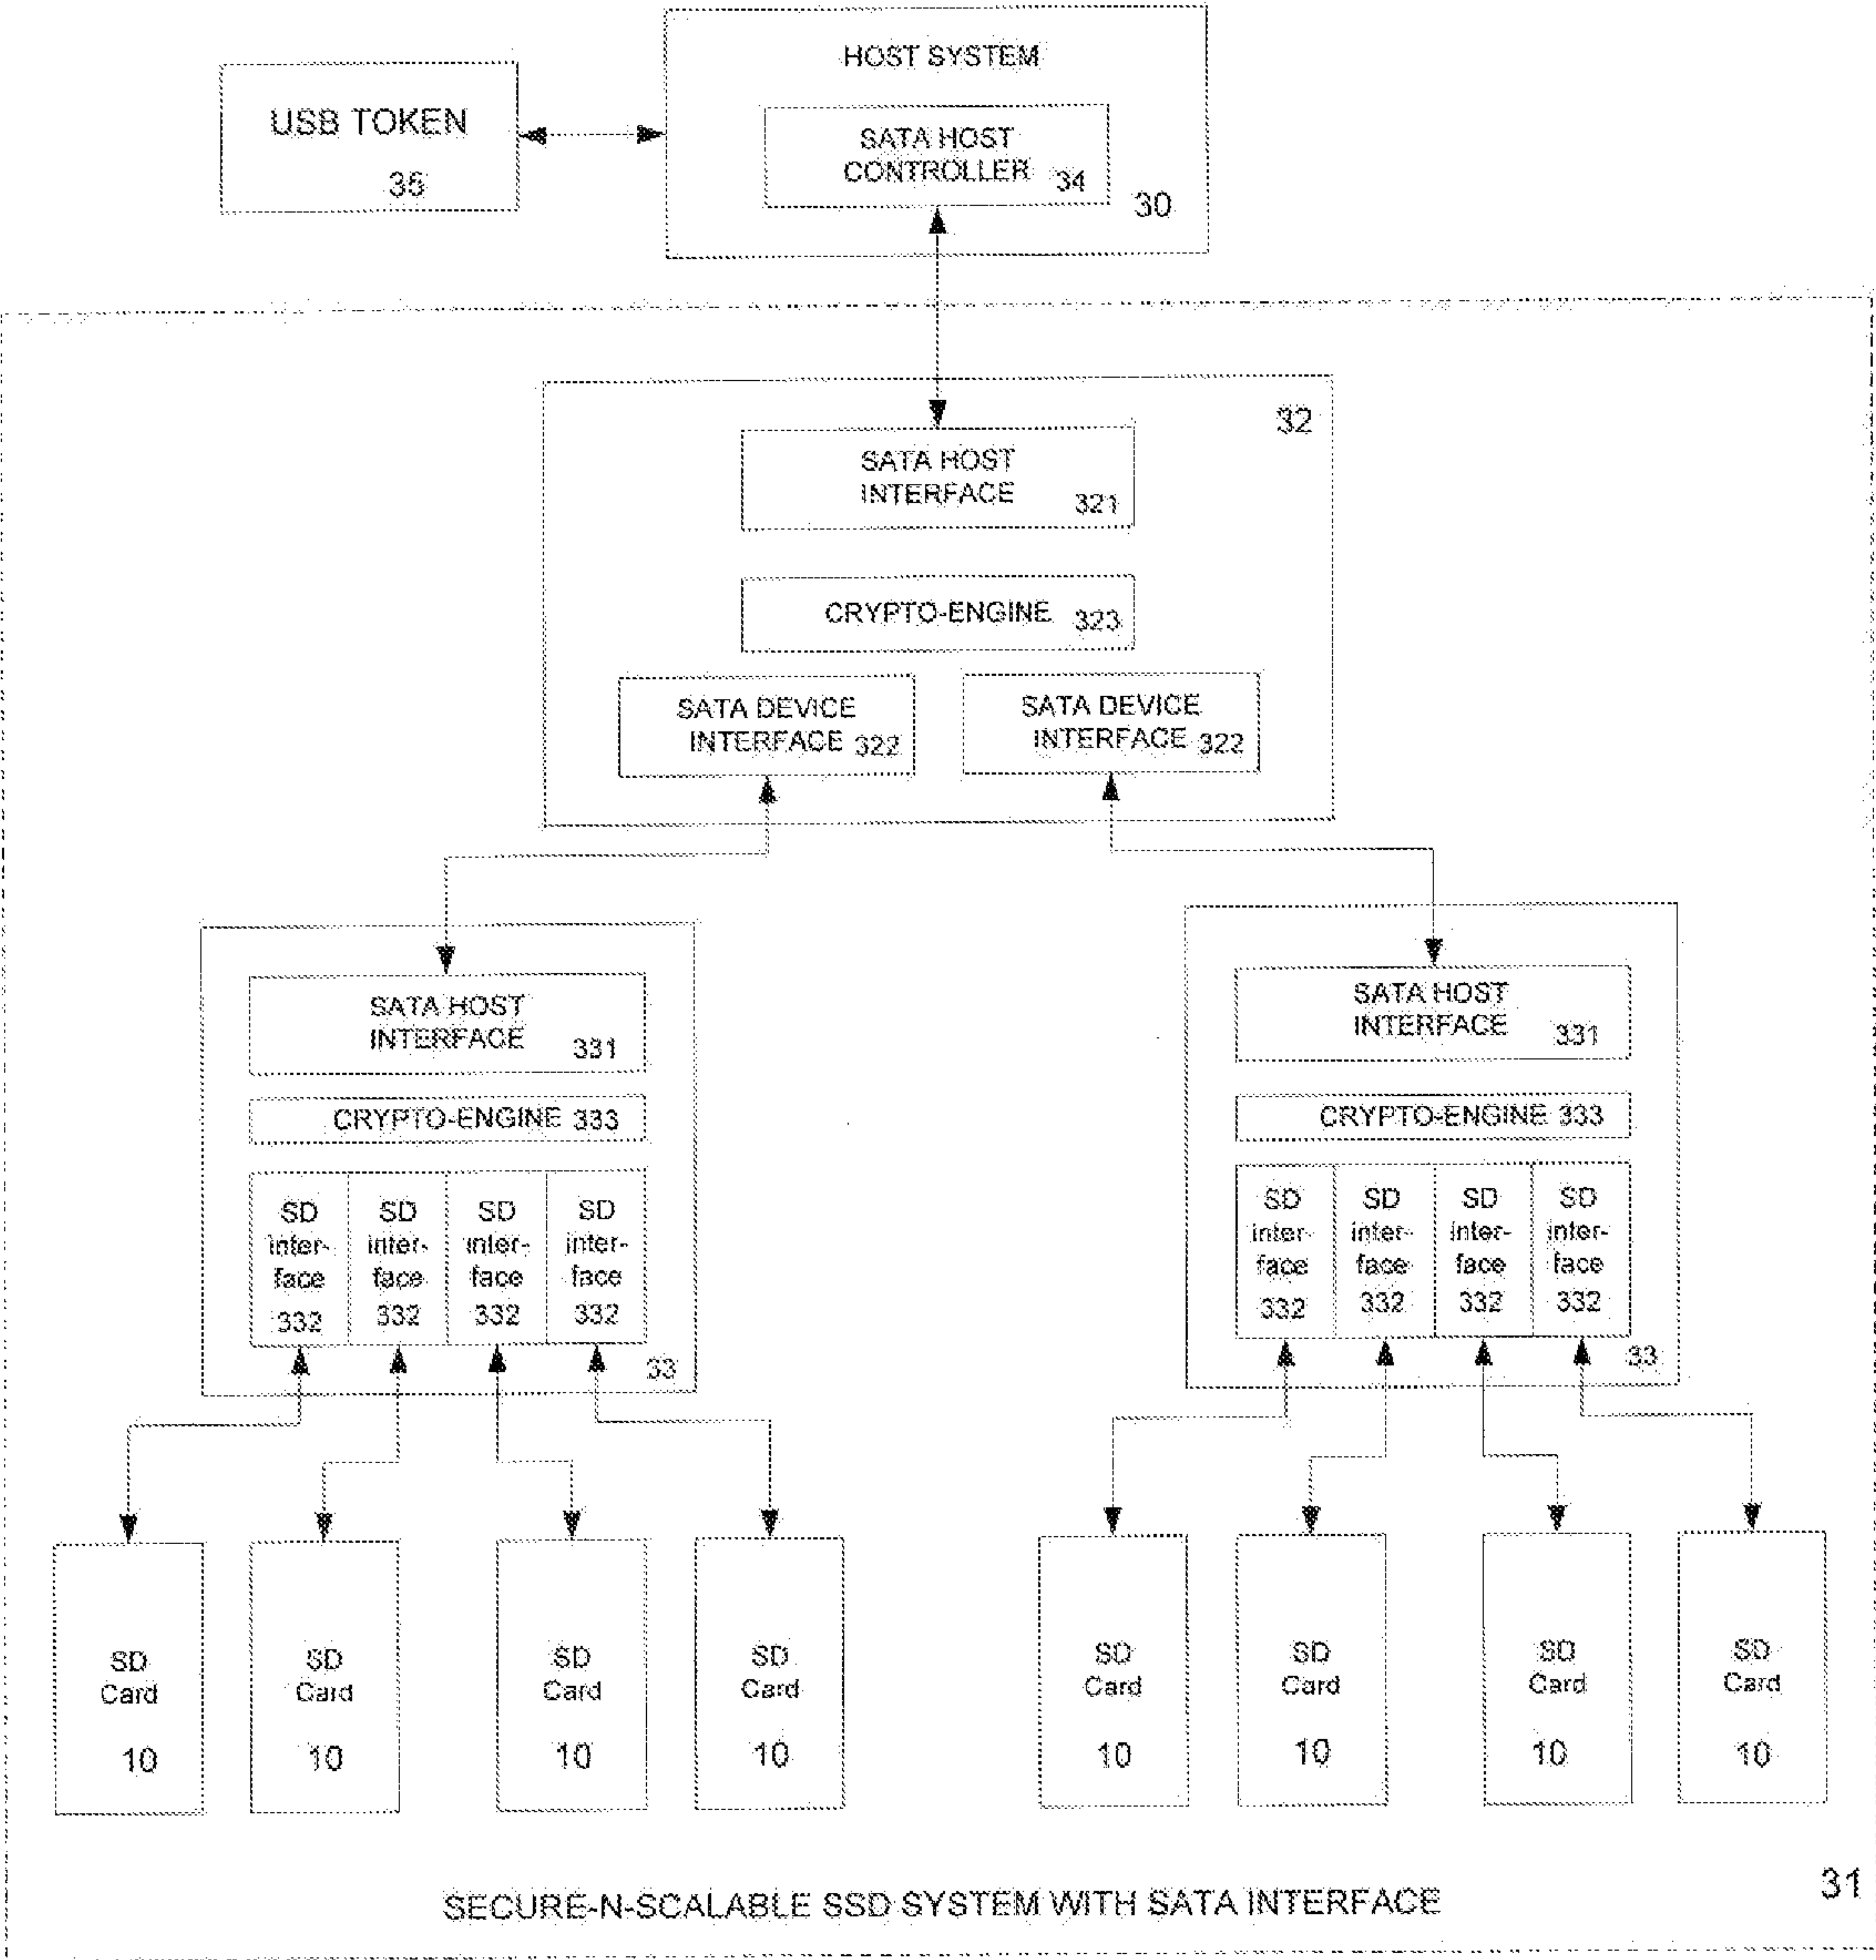 HOST SYSTEM
USB TOKEN
35
SATA HOST
CONTROLLER 34
30
32
SATA HOST
INTERFACE
321
CRYPTO-ENGINE 323
SATA DEVICE
INTERFACE 322
SATA DEVICE
INTERFACE 322
SATA HOST
INTERFACE
331
CRYPTO-ENGINE 333
SD
inter-
face
332
SD
inter-
face
332
SD
inter-
face
332
SD
inter-
face
332
33
SATA HOST
INTERFACE
331
CRYPTO-ENGINE 333
SD
inter-
face
332
SD
inter-
face
332
SD
inter-
face
332
SD
inter-
face
332
33
SD
Card
10
SD
Card
10
SD
Card
10
SD
Card
10
SD
Card
10
SD
Card
10
SD
Card
10
SD
Card
10
31
SECURE-N-SCALABLE SSD SYSTEM WITH SATA INTERFACE